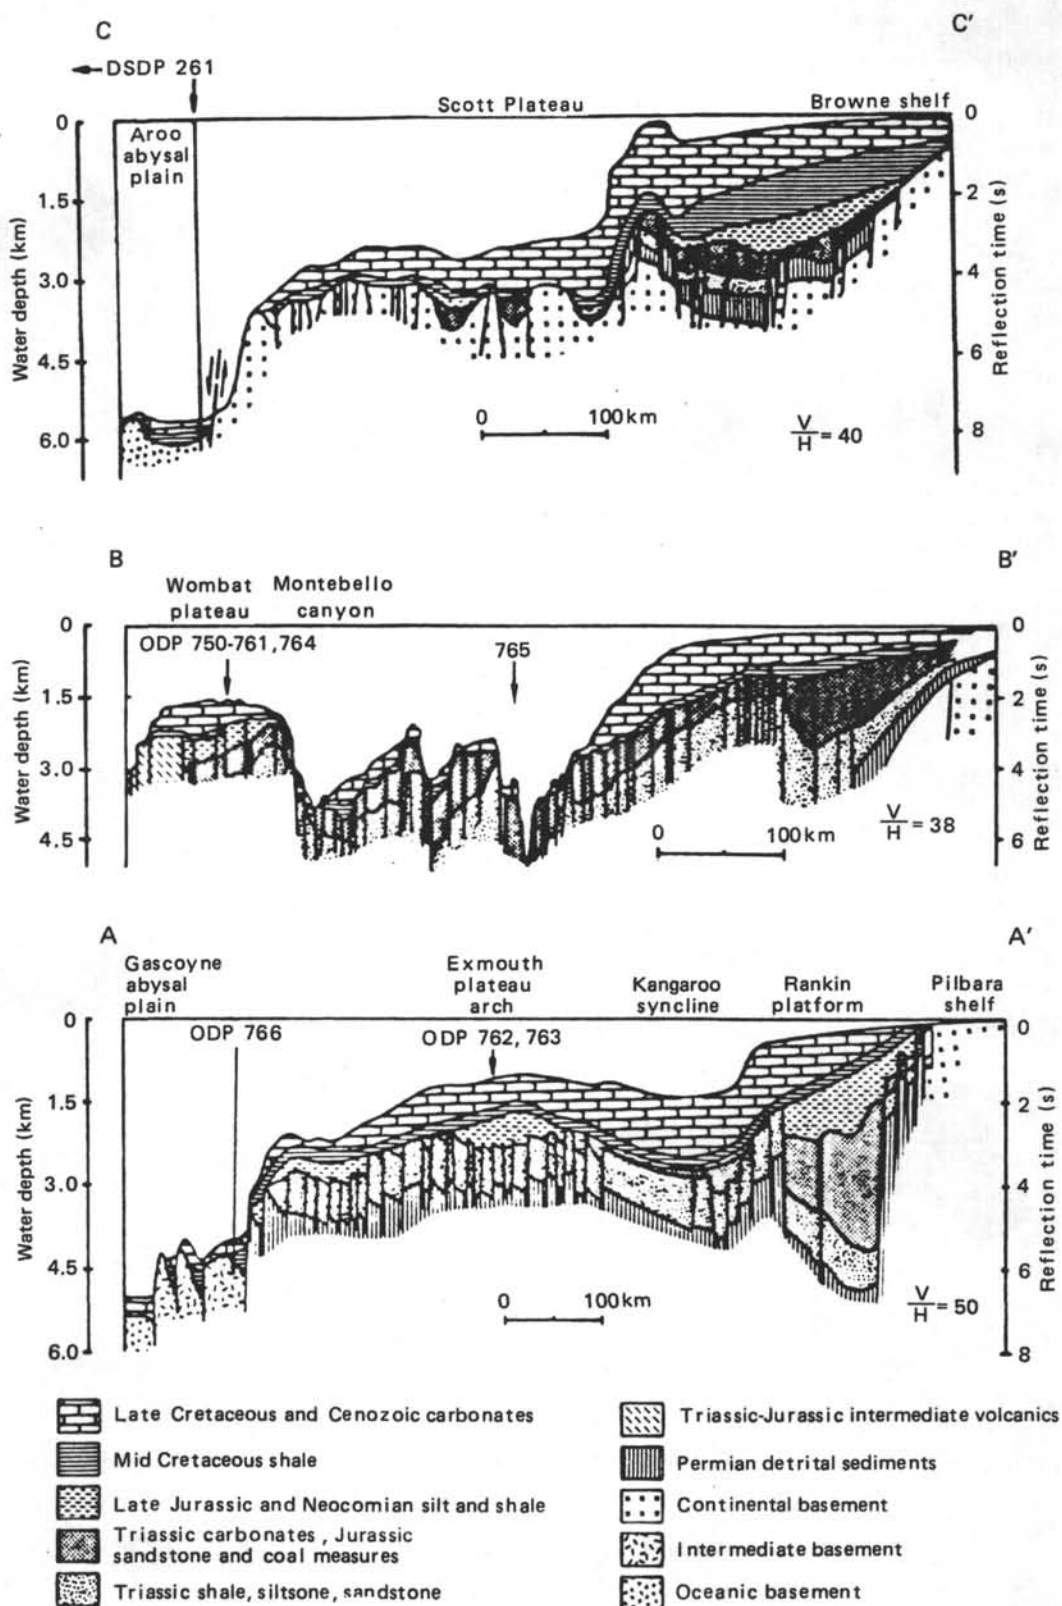 C
C′
DSDP 261
Scott Plateau
Browne shelf
Aroo
abysal
plain
0
1.5
3.0
4.5
6.0
Water depth (km)
0
2
4
6
8
Reflection time (s)
0 100km
V/H = 40
B
B′
Wombat
plateau
Montebello
canyon
ODP 750-761,764
765
0
1.5
3.0
4.5
Water depth (km)
0
2
4
6
Reflection time (s)
0 100km
V/H = 38
A
A′
Gascoyne
abysal
plain
Exmouth
plateau
arch
Kangaroo
syncline
Rankin
platform
Pilbara
shelf
ODP 766
ODP 762, 763
0
1.5
3.0
4.5
6.0
Water depth (km)
0
2
4
6
8
Reflection time (s)
0 100km
V/H = 50
Late Cretaceous and Cenozoic carbonates
Mid Cretaceous shale
Late Jurassic and Neocomian silt and shale
Triassic carbonates, Jurassic
sandstone and coal measures
Triassic shale, siltsone, sandstone
Triassic-Jurassic intermediate volcanics
Permian detrital sediments
Continental basement
Intermediate basement
Oceanic basement